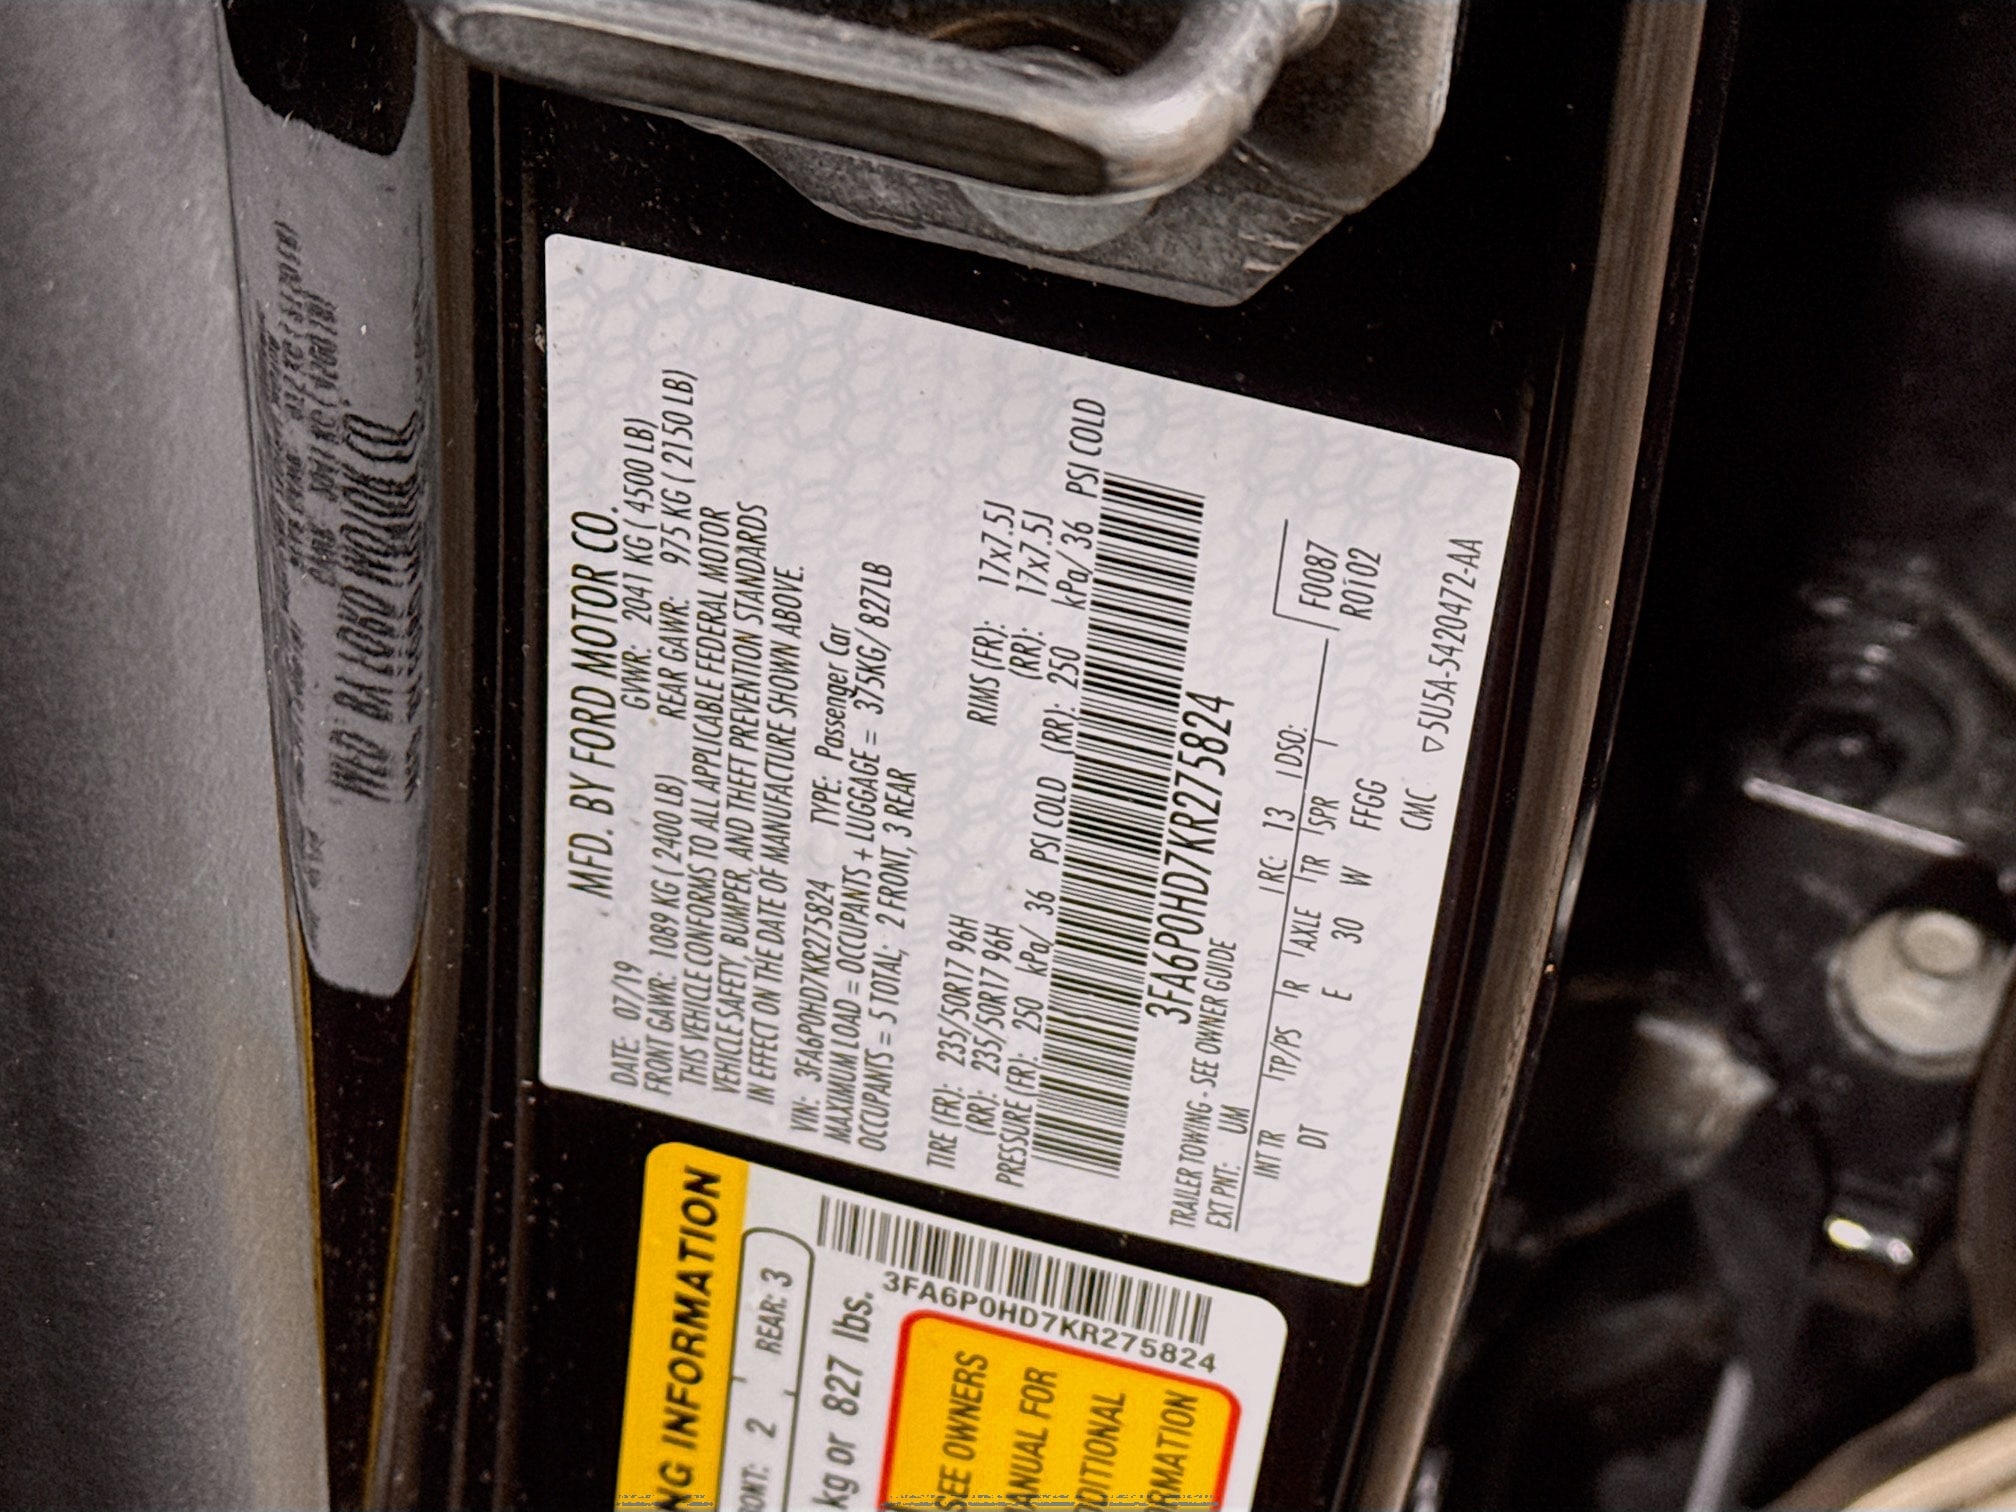 MFD. BY FORD MOTOR CO.
DATE: 07/19 GVWR: 2041 KG ( 4500 LB)
FRONT GAWR: 1089 KG ( 2400 LB) REAR GAWR: 975 KG ( 2150 LB)
THIS VEHICLE CONFORMS TO ALL APPLICABLE FEDERAL MOTOR
VEHICLE SAFETY, BUMPER, AND THEFT PREVENTION STANDARDS
IN EFFECT ON THE DATE OF MANUFACTURE SHOWN ABOVE.
VIN: 3FA6P0HD7KR275824 TYPE: Passenger Car
MAXIMUM LOAD = OCCUPANTS + LUGGAGE = 375KG/ 827LB
OCCUPANTS = 5 TOTAL; 2 FRONT, 3 REAR
TIRE (FR): 235/50R17 96H RIMS (FR): 17x7.5J
(RR): 235/50R17 96H (RR): 17x7.5J
PRESSURE (FR): 250 kPa/ 36 PSI COLD (RR): 250 kPa/ 36 PSI COLD
3FA6P0HD7KR275824
TRAILER TOWING - SEE OWNER GUIDE
EXT PNT: UM RC: 13 DSO:
INT TR TP/PS R AXLE TR SPR
DT E 30 W FFGG
F0087
R0102
CMC ▽5U5A-5420472-AA
NG INFORMATION
RONT: 2 REAR: 3
kg or 827 lbs.
3FA6P0HD7KR275824
SEE OWNERS
ANUAL FOR
DDITIONAL
ORMATION